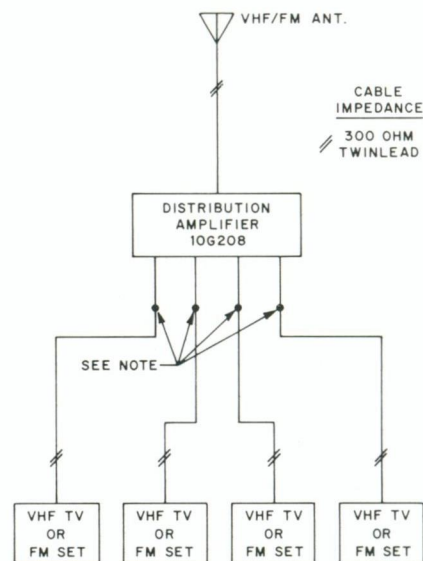 VHF/FM ANT.
CABLE
IMPEDANCE
300 OHM
TWINLEAD
DISTRIBUTION
AMPLIFIER
10G208
SEE NOTE
VHF TV
OR
FM SET
VHF TV
OR
FM SET
VHF TV
OR
FM SET
VHF TV
OR
FM SET